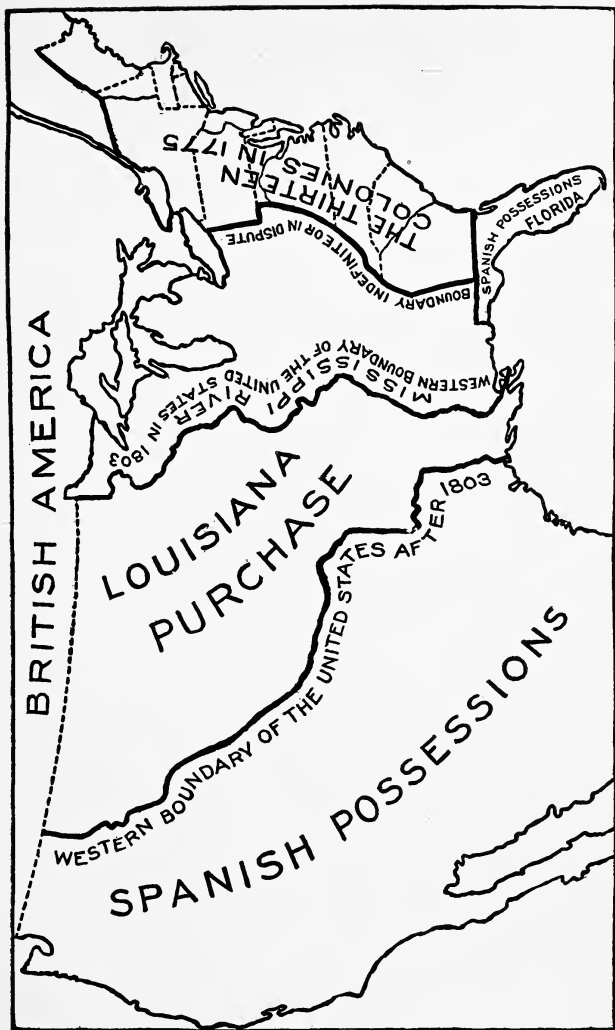 BRITISH AMERICA
THE THIRTEEN
COLONIES
IN 1775
BOUNDARY INDEFINITE OR IN DISPUTE
SPANISH POSSESSIONS
FLORIDA
MISSISSIPPI RIVER
WESTERN BOUNDARY OF THE UNITED STATES IN 1803
LOUISIANA
PURCHASE
WESTERN BOUNDARY OF THE UNITED STATES AFTER 1803
SPANISH POSSESSIONS